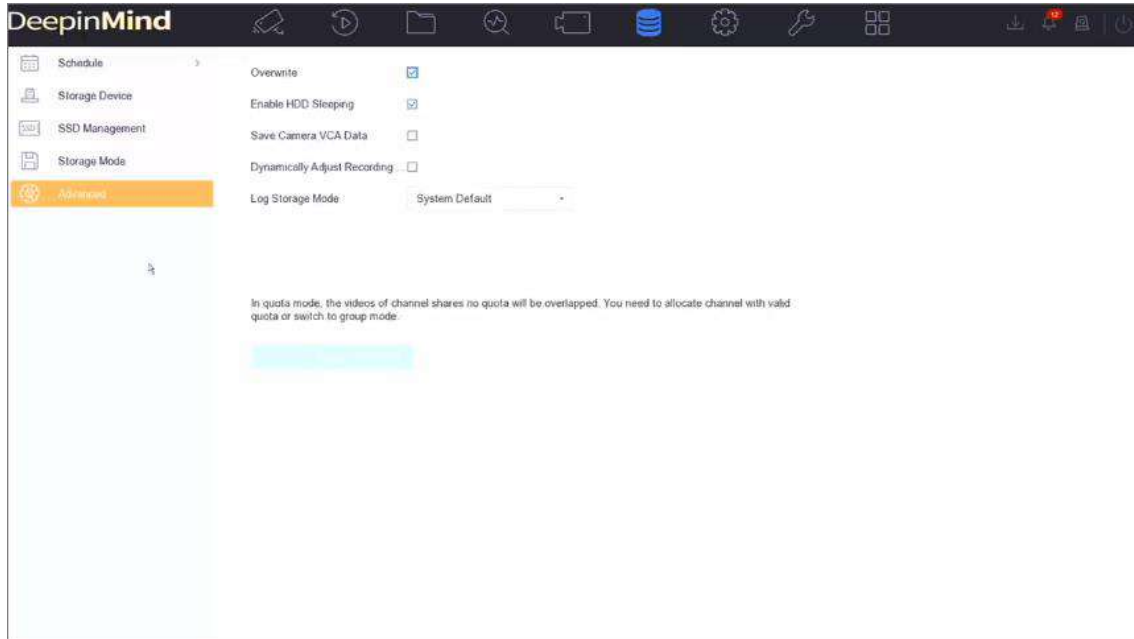 DeepinMind
12
Schedule
Storage Device
SSD Management
Storage Mode
Advanced
Overwrite
Enable HDD Sleeping
Save Camera VCA Data
Dynamically Adjust Recording ...
Log Storage Mode
System Default
In quota mode, the videos of channel shares no quota will be overlapped. You need to allocate channel with valid
quota or switch to group mode.